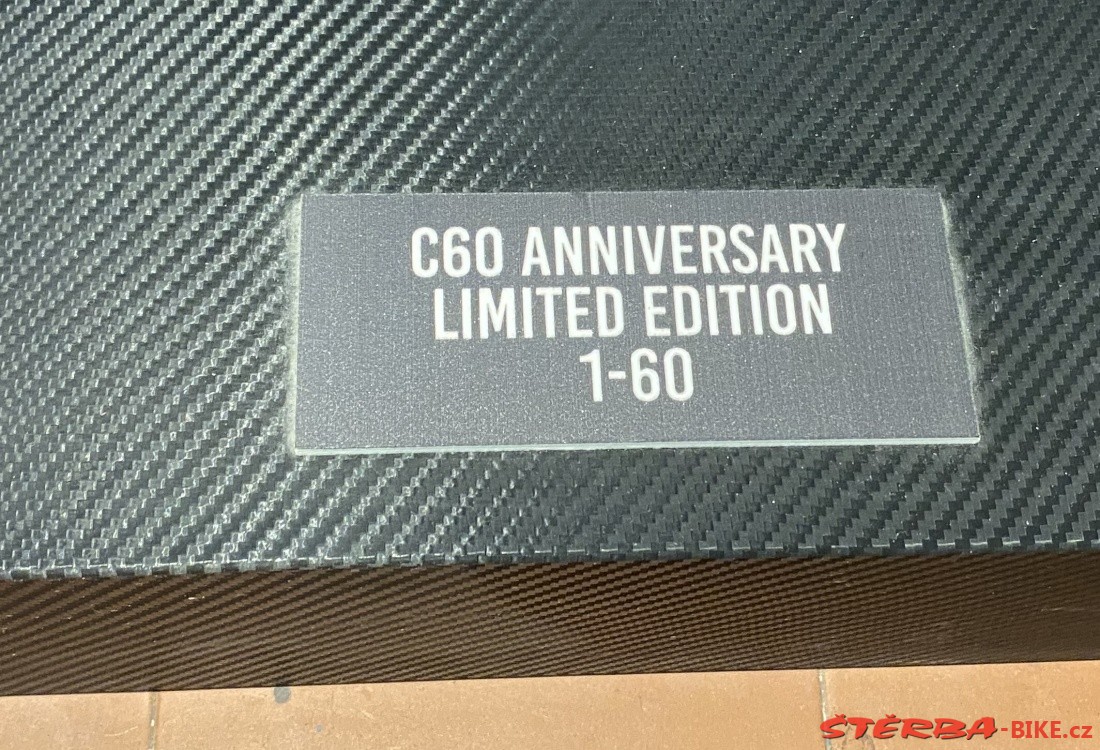 C60 ANNIVERSARY
LIMITED EDITION
1-60
ŠTĚRBA-BIKE.cz